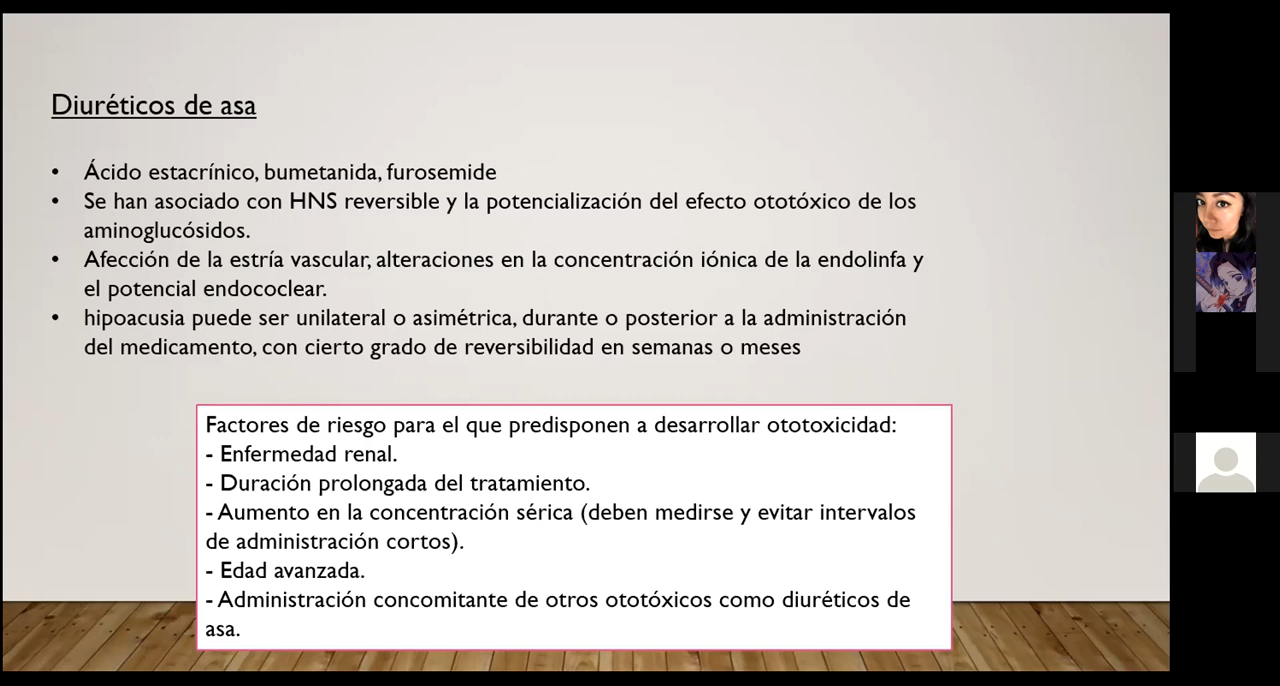 Diuréticos de asa
• Ácido estacrínico, bumetanida, furosemide
• Se han asociado con HNS reversible y la potencialización del efecto ototóxico de los
aminoglucósidos.
• Afección de la estría vascular, alteraciones en la concentración iónica de la endolinfa y
el potencial endococlear.
• hipoacusia puede ser unilateral o asimétrica, durante o posterior a la administración
del medicamento, con cierto grado de reversibilidad en semanas o meses
Factores de riesgo para el que predisponen a desarrollar ototoxicidad:
- Enfermedad renal.
- Duración prolongada del tratamiento.
- Aumento en la concentración sérica (deben medirse y evitar intervalos
de administración cortos).
- Edad avanzada.
- Administración concomitante de otros ototóxicos como diuréticos de
asa.